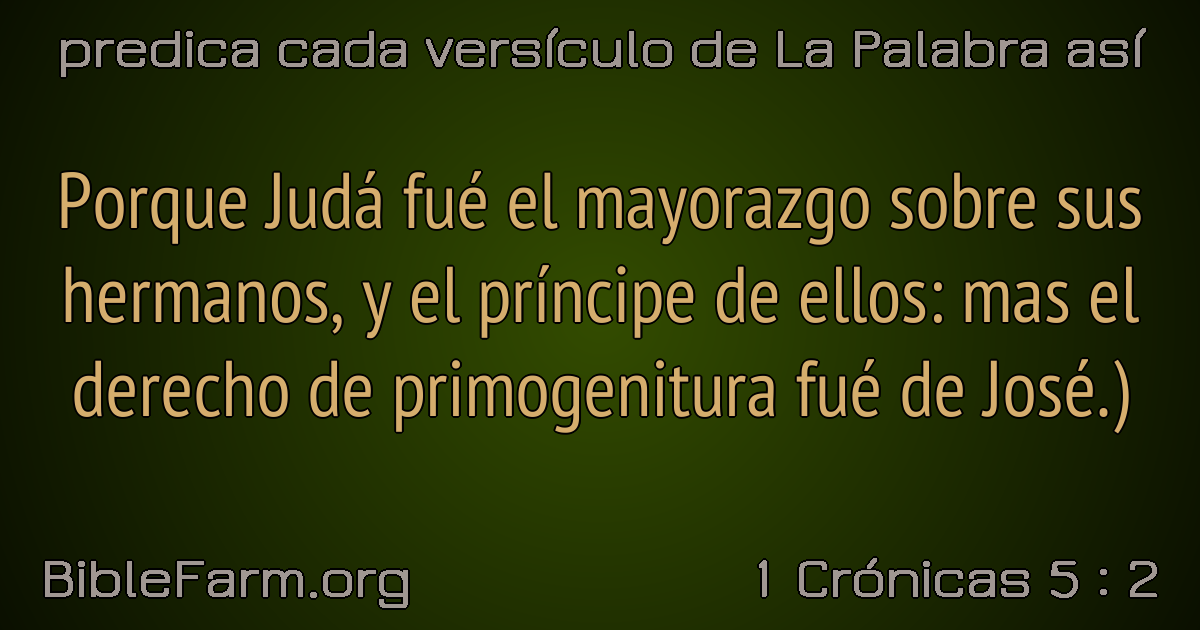 predica cada versículo de La Palabra así
Porque Judá fué el mayorazgo sobre sus
hermanos, y el príncipe de ellos: mas el
derecho de primogenitura fué de José.)
BibleFarm.org
1 Crónicas 5 : 2